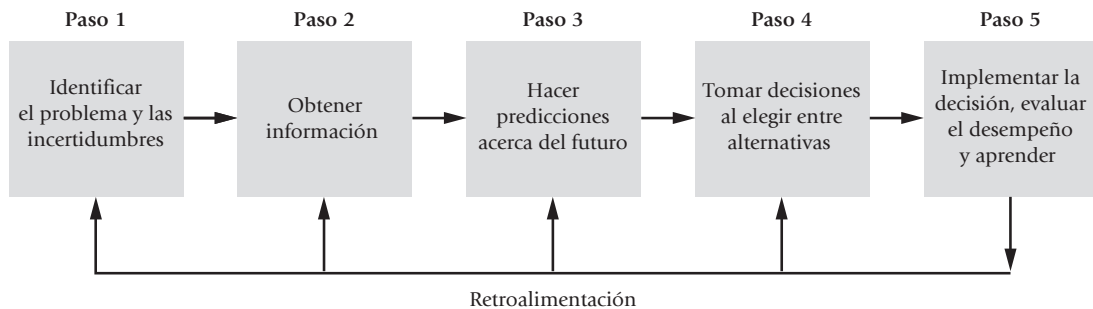 Paso 1
Identificar
el problema y las
incertidumbres
Paso 2
Obtener
información
Paso 3
Hacer
predicciones
acerca del futuro
Paso 4
Tomar decisiones
al elegir entre
alternativas
Paso 5
Implementar la
decisión, evaluar
el desempeño
y aprender
Retroalimentación